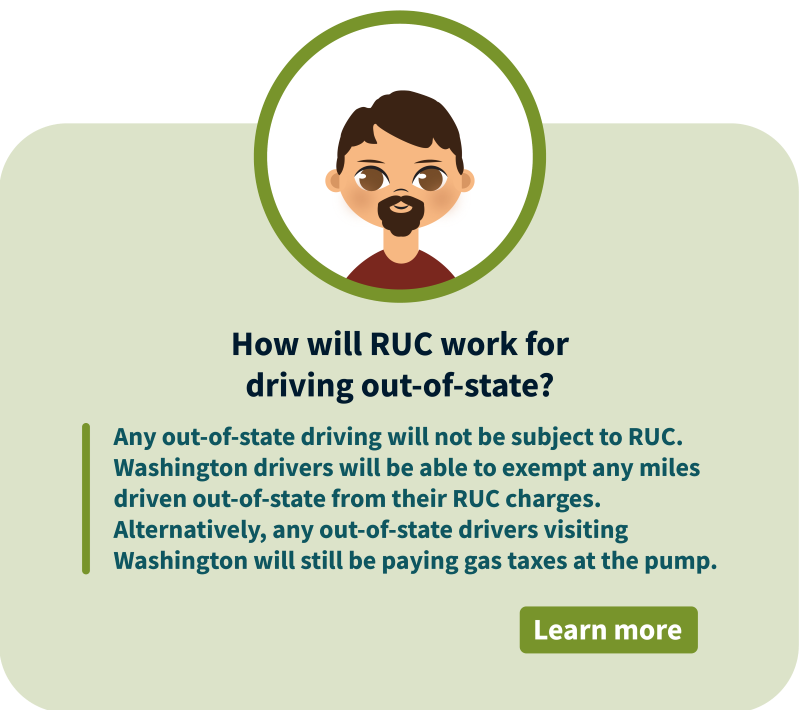 How will RUC work for
driving out-of-state?
Any out-of-state driving will not be subject to RUC.
Washington drivers will be able to exempt any miles
driven out-of-state from their RUC charges.
Alternatively, any out-of-state drivers visiting
Washington will still be paying gas taxes at the pump.
Learn more